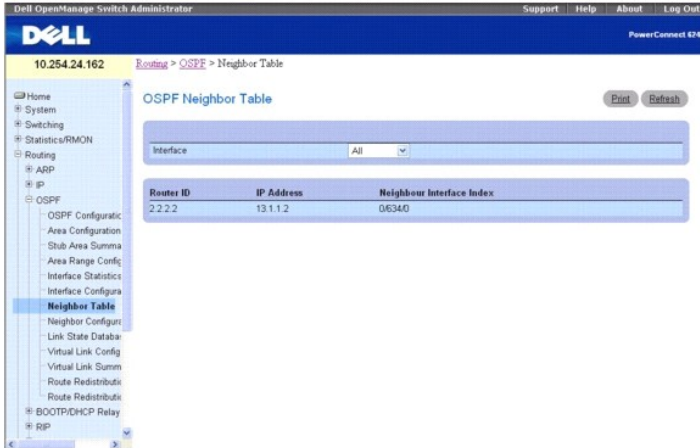 Dell OpenManage Switch Administrator
Support Help About Log Out
DELL
PowerConnect 624
10.254.24.162
Routing > OSPF > Neighbor Table
Home
System
Switching
Statistics/RMON
Routing
ARP
IP
OSPF
OSPF Configuratic
Area Configuration
Stub Area Summa
Area Range Config
Interface Statistics
Interface Configura
Neighbor Table
Neighbor Configura
Link State Databas
Virtual Link Config
Virtual Link Summ
Route Redistributic
Route Redistributic
BOOTP/DHCP Relay
RIP
OSPF Neighbor Table
Print Refresh
Interface All
Router ID IP Address Neighbour Interface Index
2.2.2.2 13.1.1.2 0/634/0